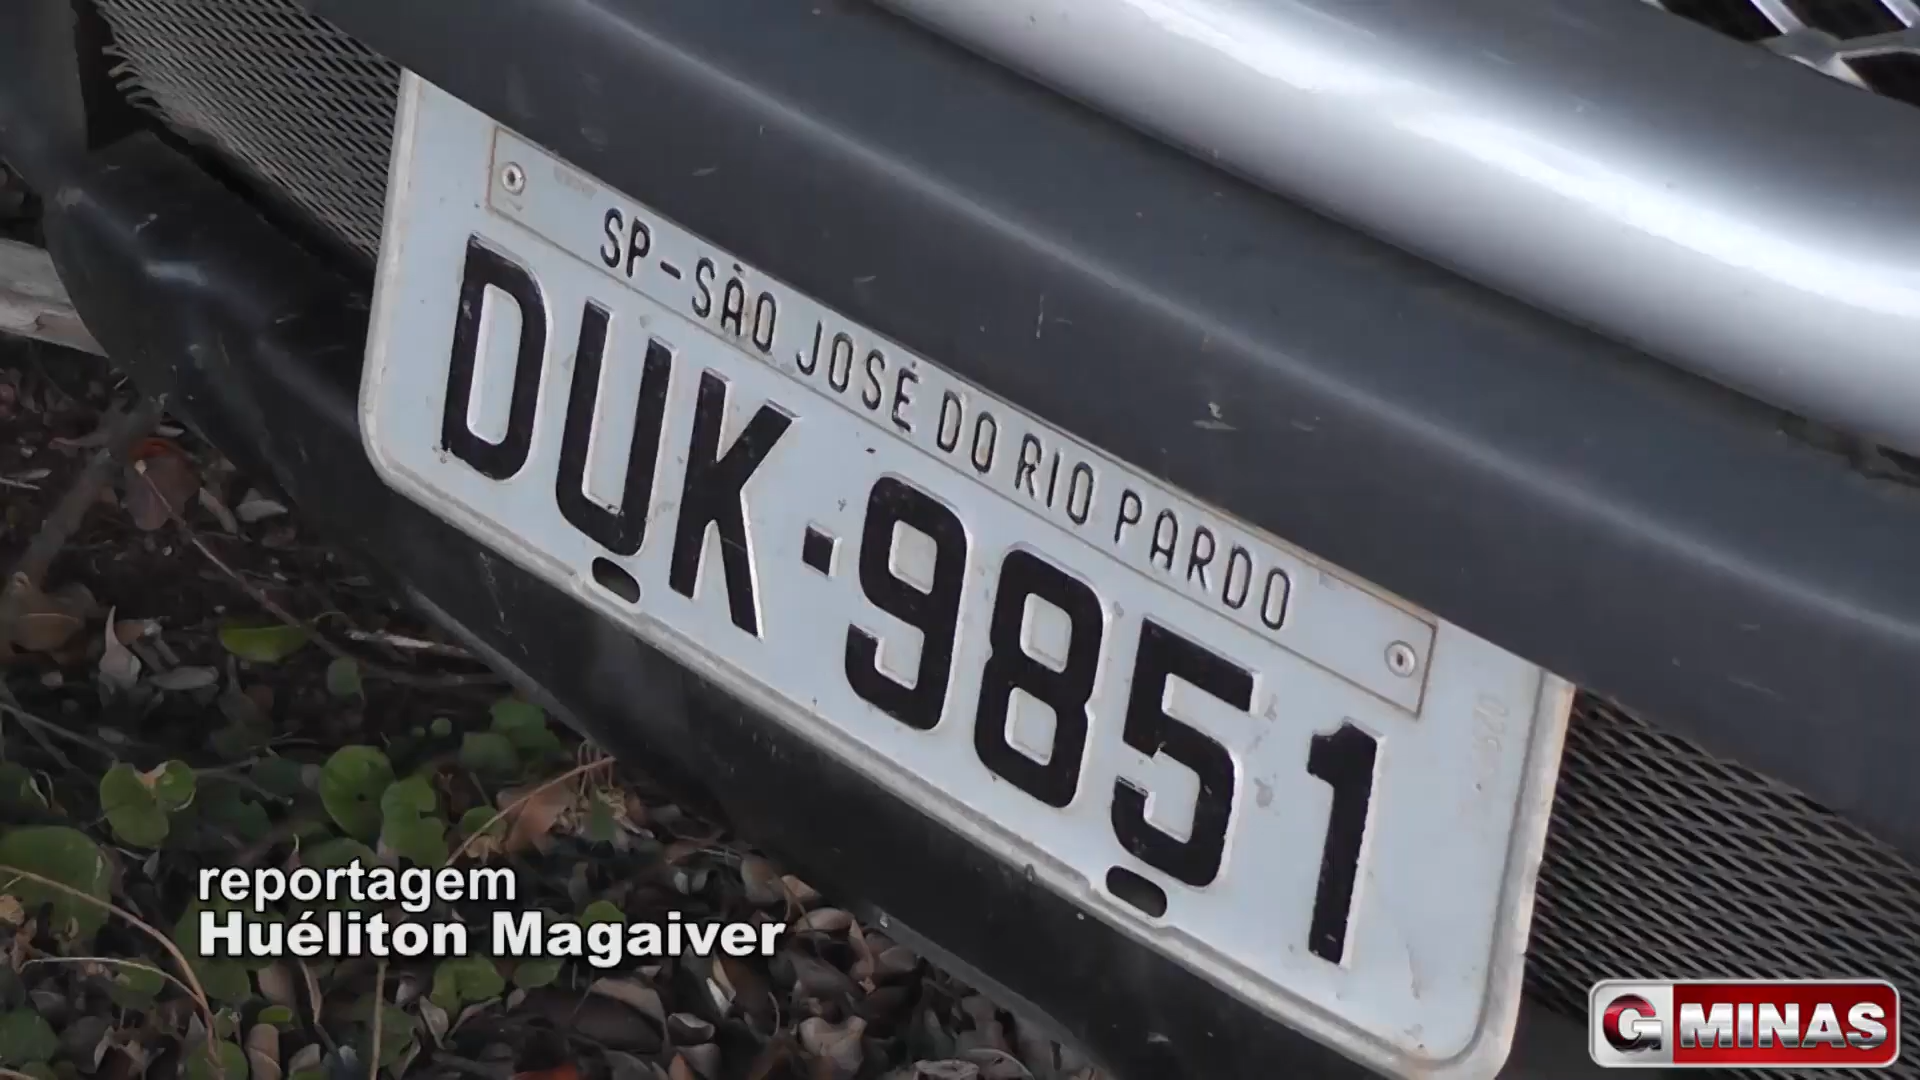 SP-SÃO JOSÉ DO RIO PARDO
DUK·9851
reportagem
Huéliton Magaiver
G MINAS